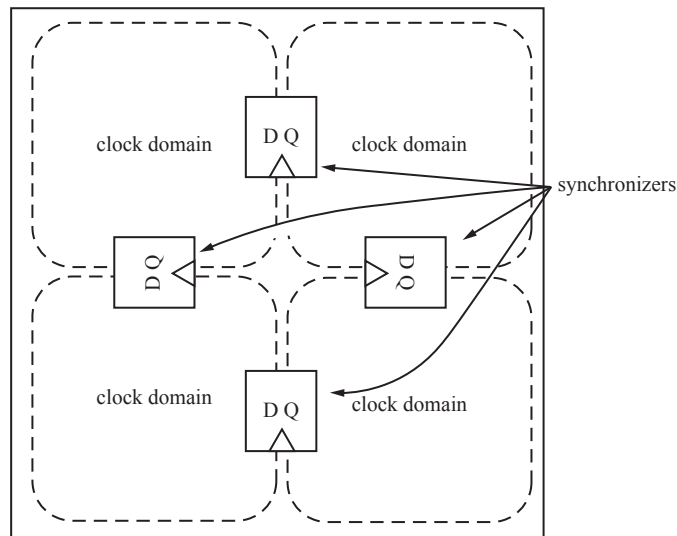 D Q
clock domain
clock domain
synchronizers
D Q
D Q
D Q
clock domain
clock domain